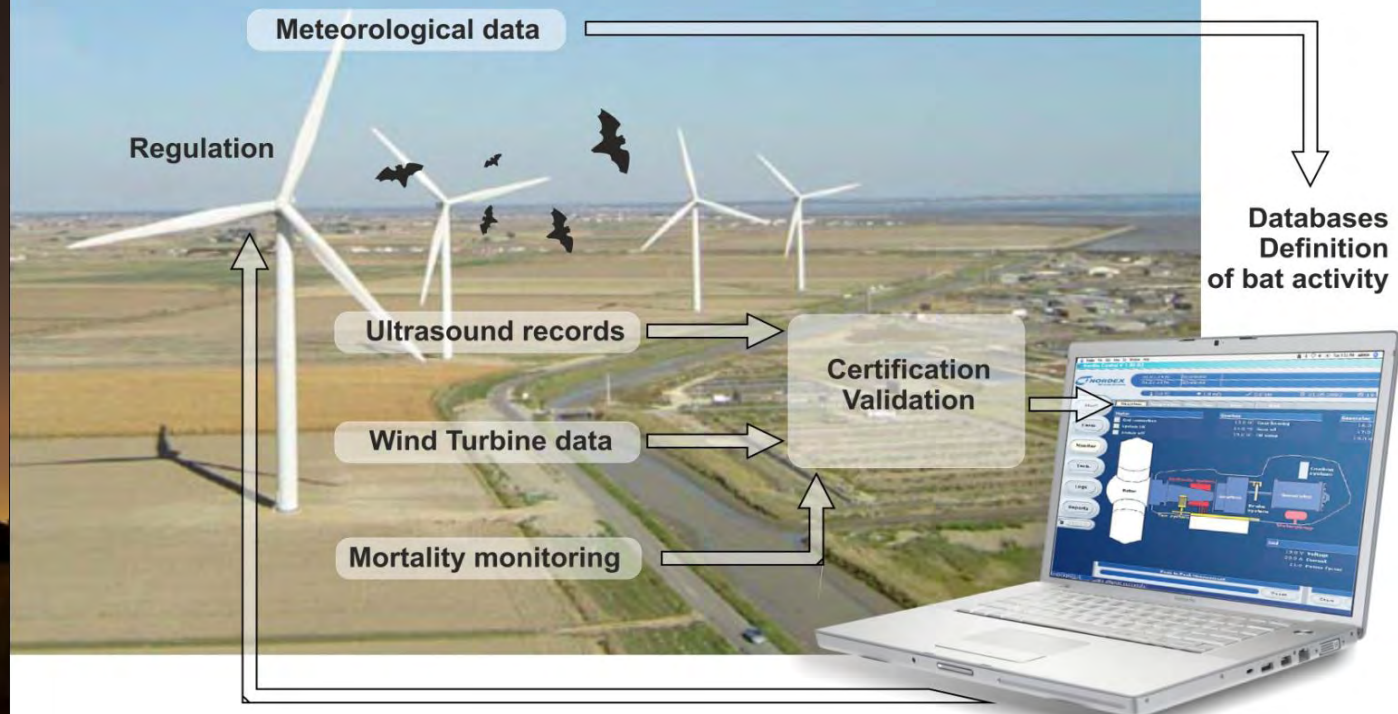 Meteorological data
Regulation
Databases
Definition
of bat activity
Ultrasound records
Certification
Validation
Wind Turbine data
Mortality monitoring
NORDEX